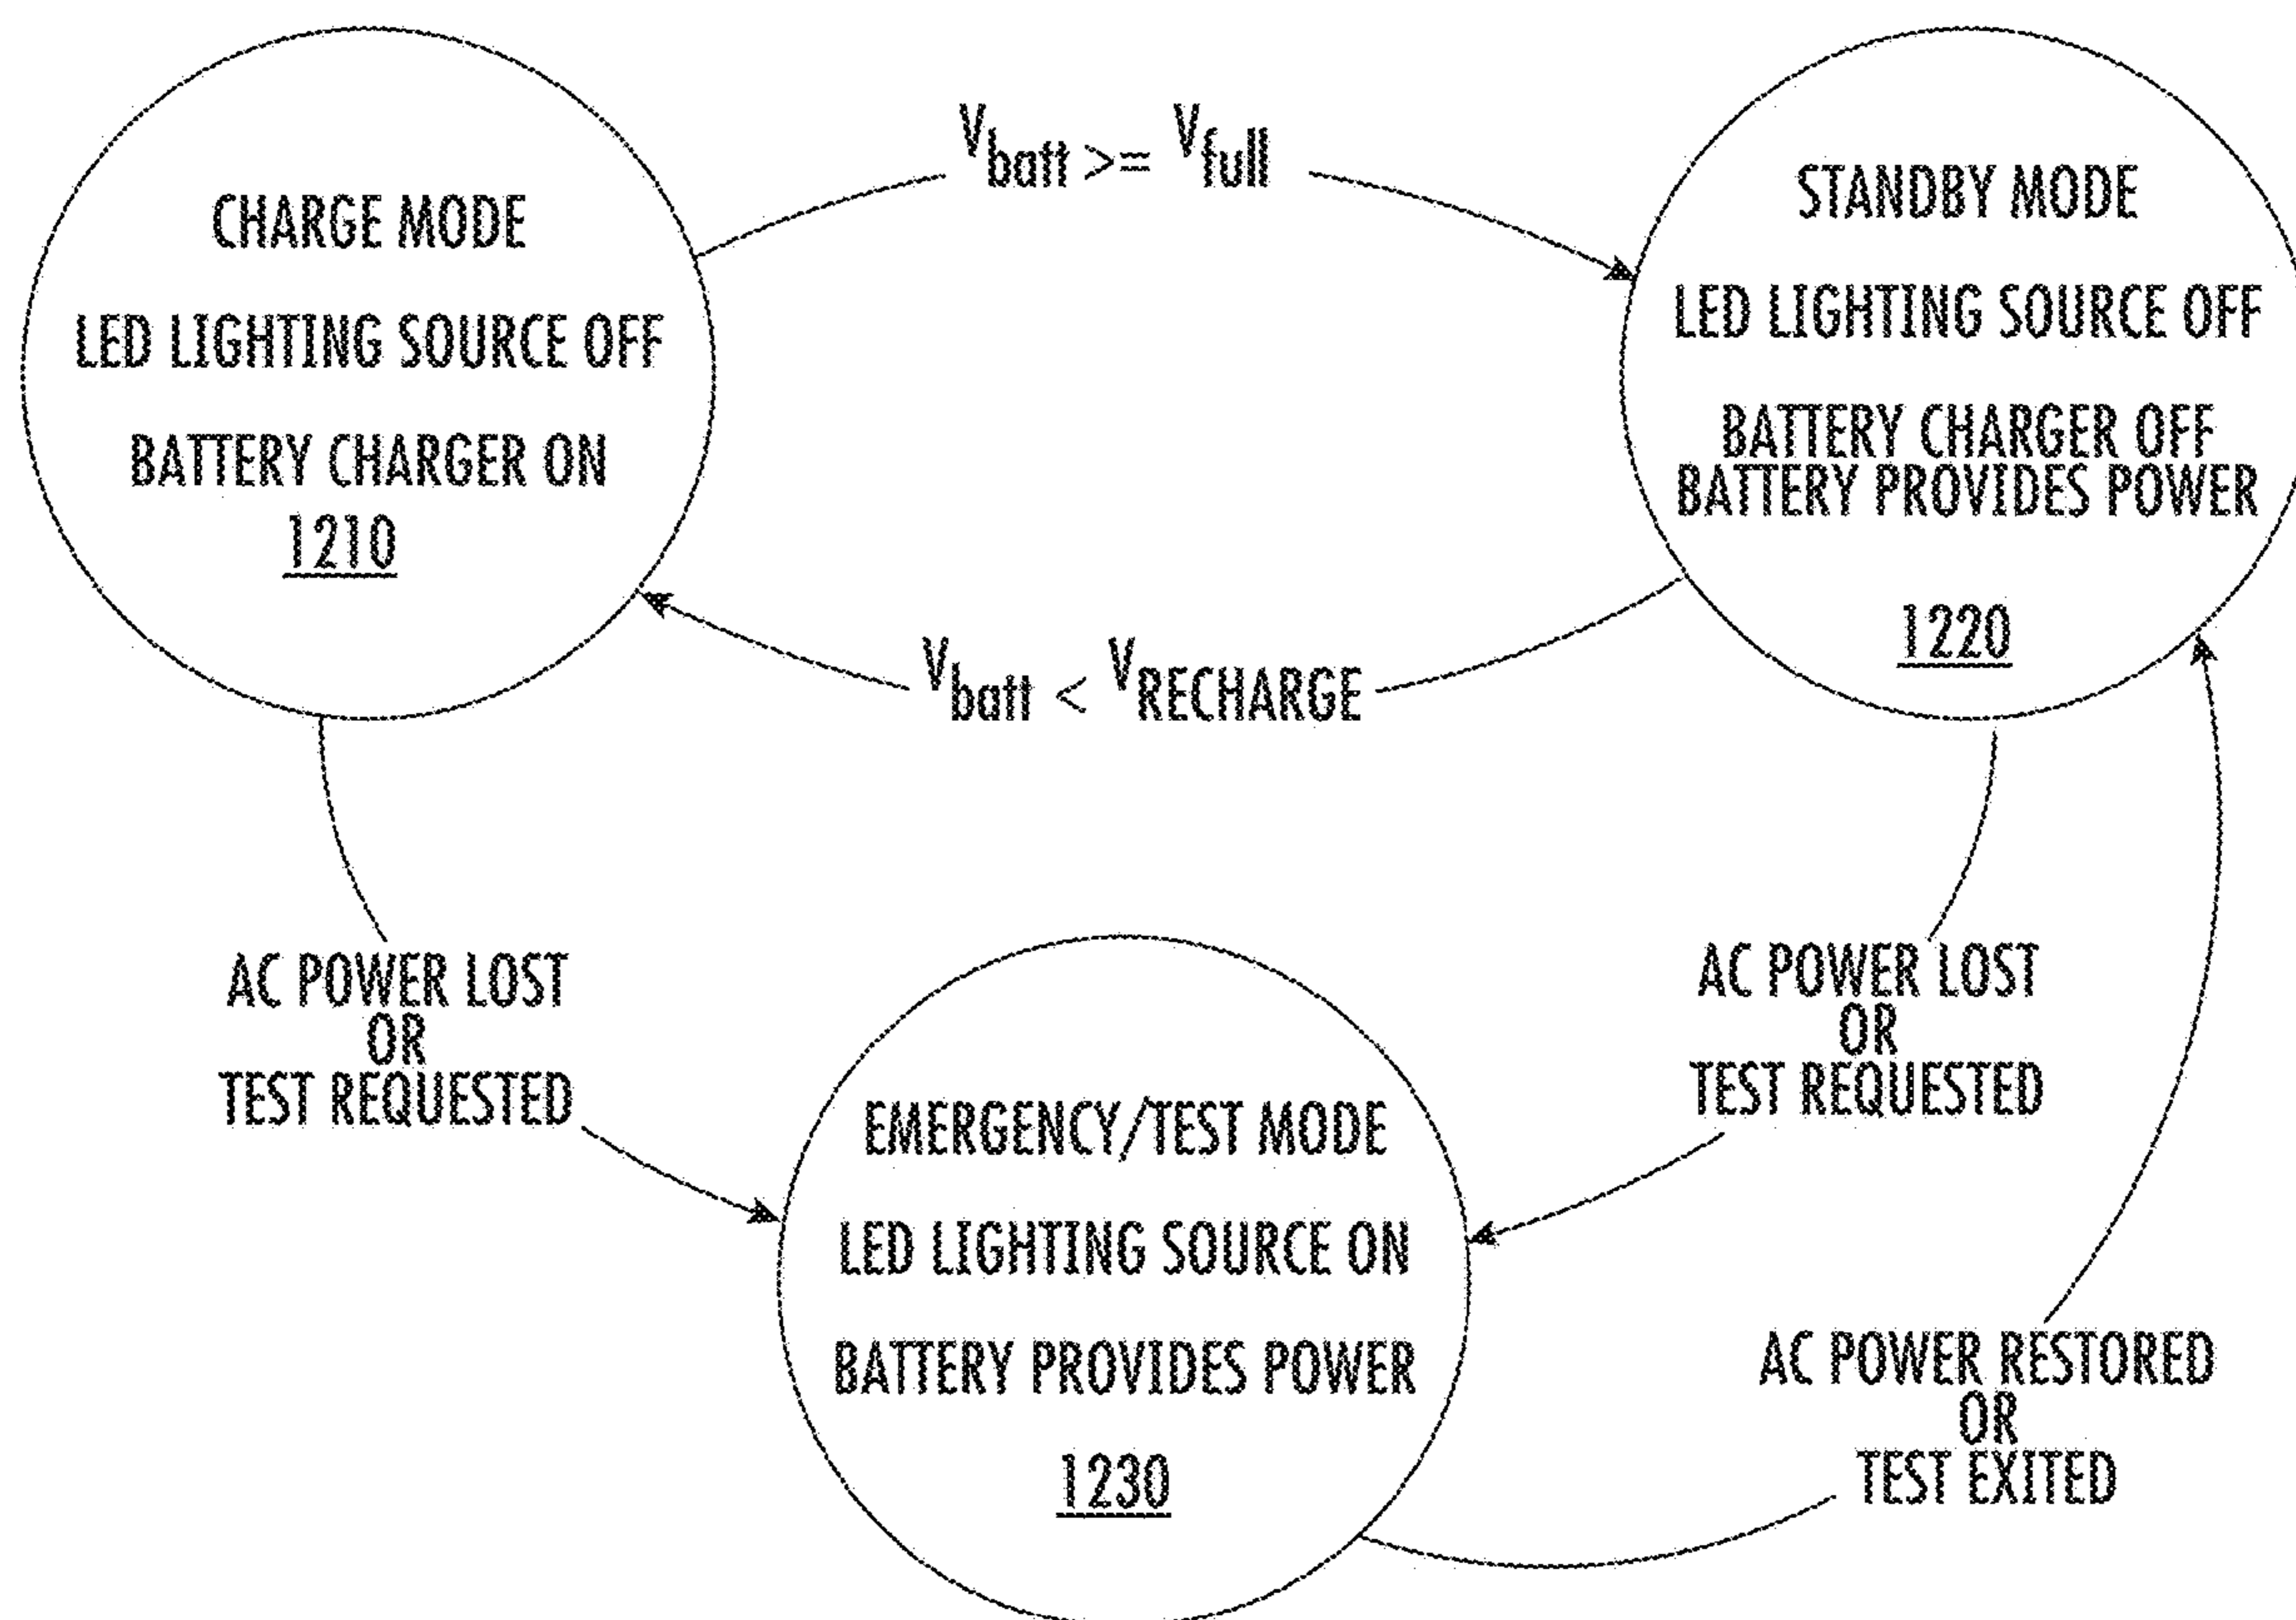 CHARGE MODE
LED LIGHTING SOURCE OFF
BATTERY CHARGER ON
1210
Vbatt >= Vfull
STANDBY MODE
LED LIGHTING SOURCE OFF
BATTERY CHARGER OFF
BATTERY PROVIDES POWER
1220
Vbatt < VRECHARGE
AC POWER LOST
OR
TEST REQUESTED
EMERGENCY/TEST MODE
LED LIGHTING SOURCE ON
BATTERY PROVIDES POWER
1230
AC POWER LOST
OR
TEST REQUESTED
AC POWER RESTORED
OR
TEST EXITED